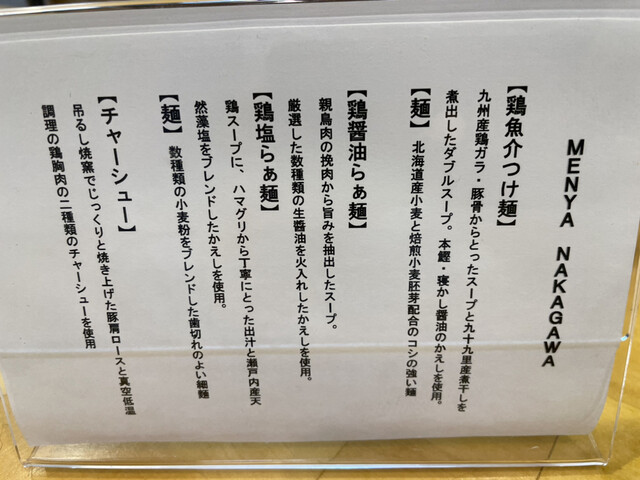 MENYA NAKAGAWA
【鶏魚介つけ麺】
九州産鶏ガラ・豚骨からとったスープと九十九里産煮干しを
煮出したダブルスープ。本鰹・寝かし醤油のかえしを使用。
【麺】北海道産小麦と焙煎小麦胚芽配合のコシの強い麺
【鶏醤油らぁ麺】
親鳥肉の挽肉から旨みを抽出したスープ。
厳選した数種類の生醤油を火入れしたかえしを使用。
【鶏塩らぁ麺】
鶏スープに、ハマグリから丁寧にとった出汁と瀬戸内産天
然藻塩をブレンドしたかえしを使用。
【麺】数種類の小麦粉をブレンドした歯切れのよい細麺
【チャーシュー】
吊るし焼窯でじっくりと焼き上げた豚肩ロースと真空低温
調理の鶏胸肉の二種類のチャーシューを使用